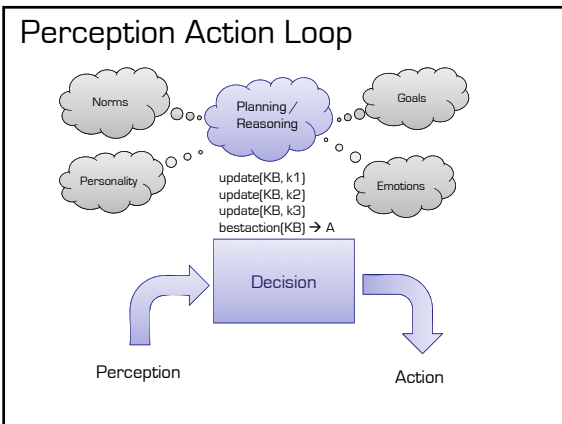 Perception Action Loop
Norms
Planning /
Reasoning
Goals
Personality
Emotions
update(KB, k1)
update(KB, k2)
update(KB, k3)
bestaction(KB) → A
Decision
Perception
Action